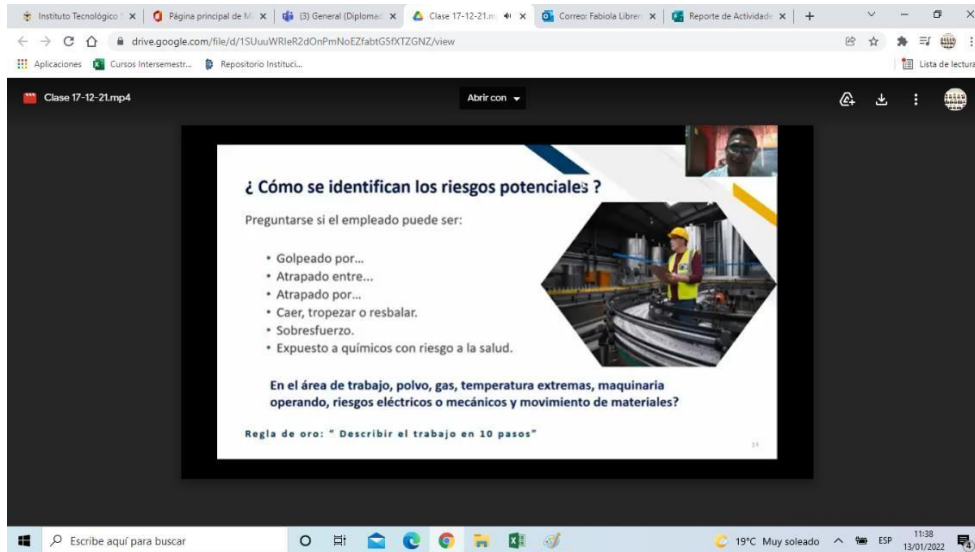 Instituto Tecnológico
Página principal de M
(3) General (Diplomad
Clase 17-12-21.m
Correo: Fabiola Librer
Reporte de Actividade
drive.google.com/file/d/1SUuuWRIeR2dOnPmNoEZfabtG5fXTZGNZ/view
Aplicaciones
Cursos Intersemestr...
Repositorio Instituci...
Lista de lectura
Clase 17-12-21.mp4
Abrir con
¿ Cómo se identifican los riesgos potenciales ?
Preguntarse si el empleado puede ser:
• Golpeado por...
• Atrapado entre...
• Atrapado por...
• Caer, tropezar o resbalar.
• Sobresfuerzo.
• Expuesto a químicos con riesgo a la salud.
En el área de trabajo, polvo, gas, temperatura extremas, maquinaria
operando, riesgos eléctricos o mecánicos y movimiento de materiales?
Regla de oro: " Describir el trabajo en 10 pasos"
Escribe aquí para buscar
19°C Muy soleado
ESP
11:38
13/01/2022